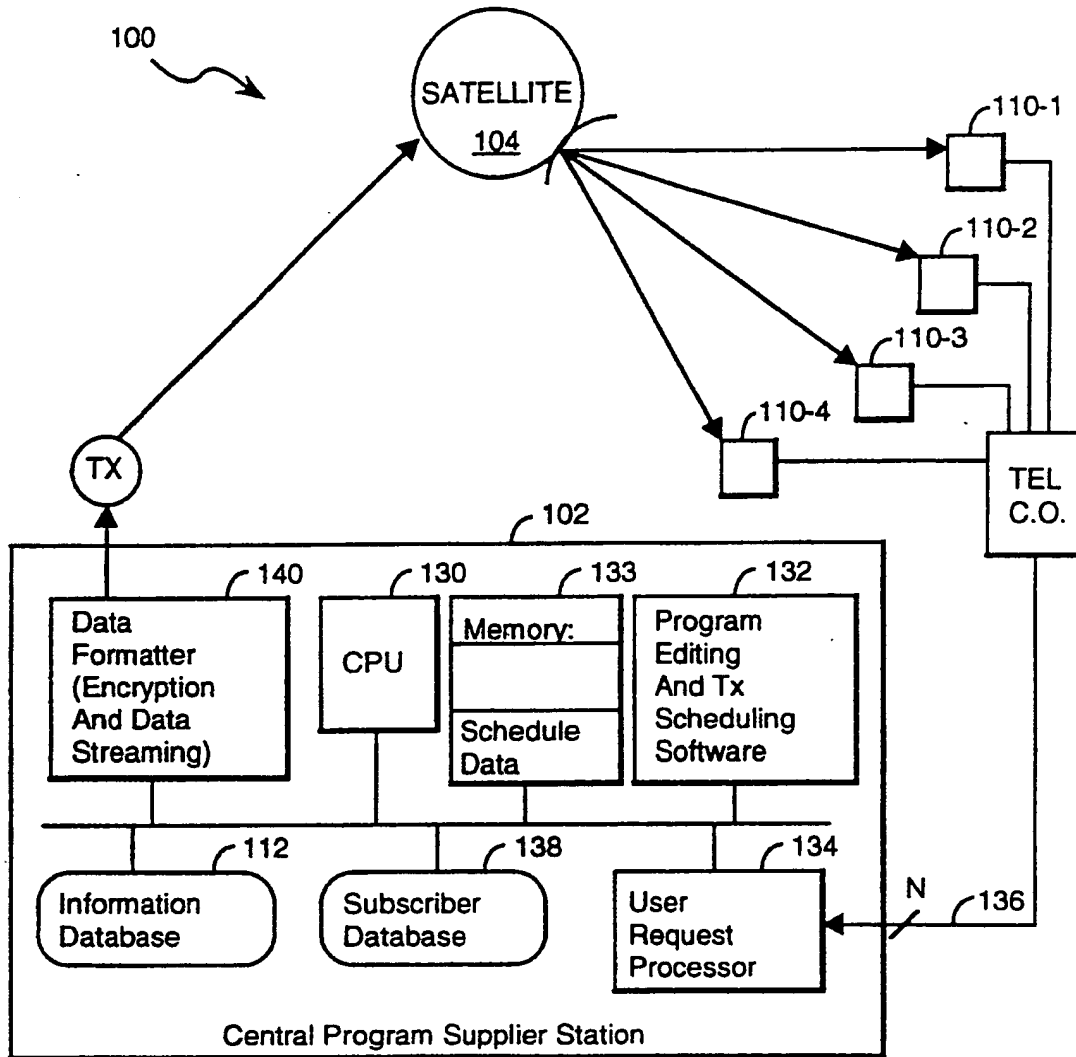 100
SATELLITE
104
110-1
110-2
110-3
110-4
TX
TEL
C.O.
102
140
130
133
132
Data
Formatter
(Encryption
And Data
Streaming)
CPU
Memory:
Schedule
Data
Program
Editing
And Tx
Scheduling
Software
112
138
134
Information
Database
Subscriber
Database
User
Request
Processor
N
136
Central Program Supplier Station